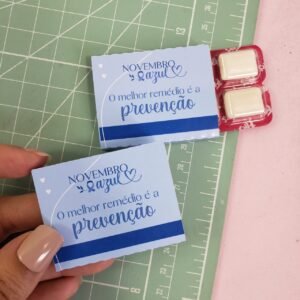 NOVEMBRO
azul
O melhor remédio é a
prevenção
NOVEMBRO
azul
O melhor remédio é a
prevenção